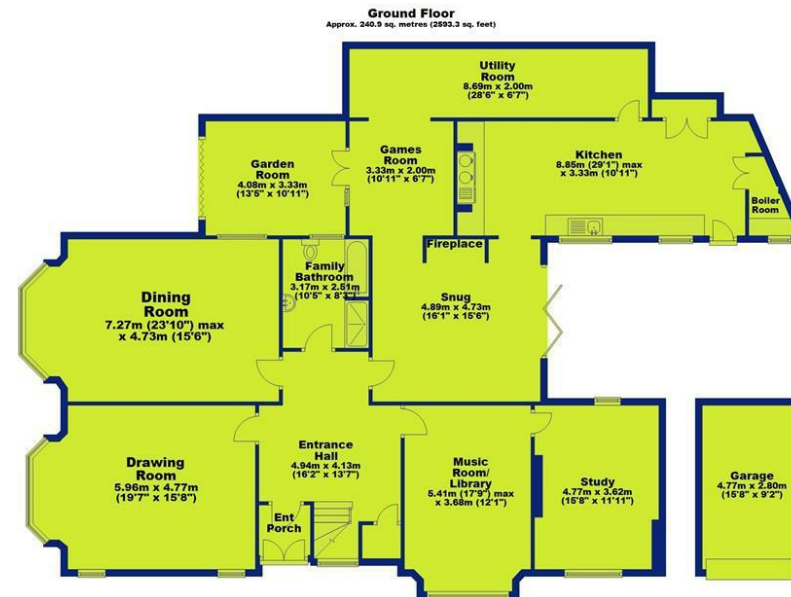 Ground Floor
Approx. 240.9 sq. metres (2593.3 sq. feet)
Utility
Room
8.69m x 2.00m
(28'6" x 6'7")
Garden
Room
4.08m x 3.33m
(13'5" x 10'11")
Games
Room
3.33m x 2.00m
(10'11" x 6'7")
Kitchen
8.85m (29'1") max
x 3.33m (10'11")
Boiler
Room
Fireplace
Family
Bathroom
3.17m x 2.51m
(10'5" x 8'3")
Snug
4.89m x 4.73m
(16'1" x 15'6")
Dining
Room
7.27m (23'10") max
x 4.73m (15'6")
Drawing
Room
5.96m x 4.77m
(19'7" x 15'8")
Entrance
Hall
4.94m x 4.13m
(16'2" x 13'7")
Ent
Porch
Music
Room/
Library
5.41m (17'9") max
x 3.68m (12'1")
Study
4.77m x 3.62m
(15'8" x 11'11")
Garage
4.77m x 2.80m
(15'8" x 9'2")